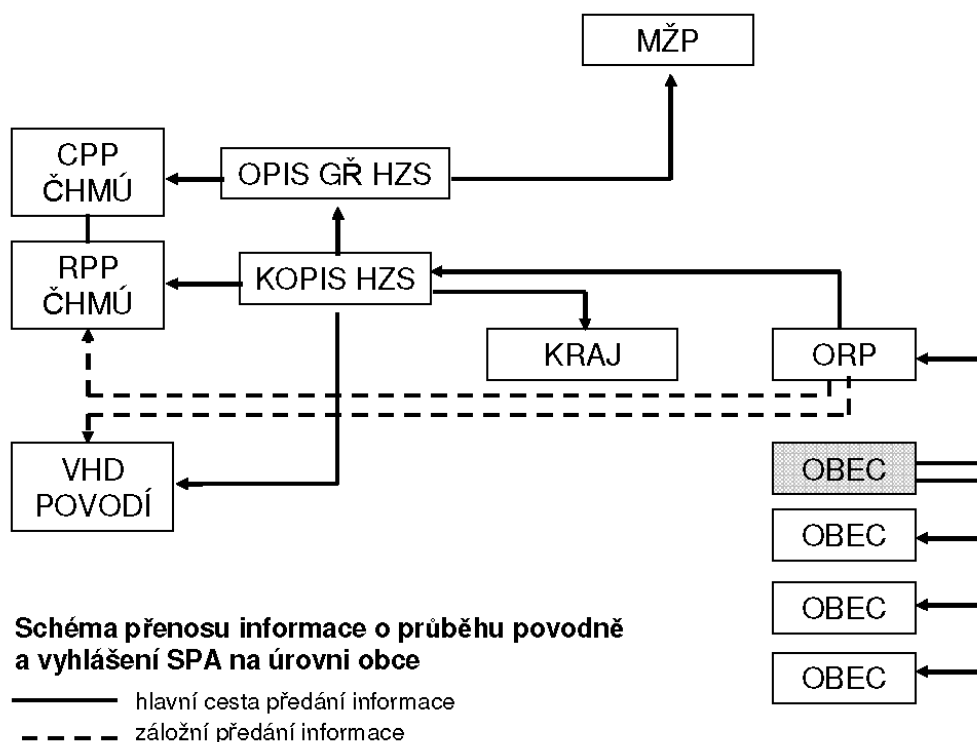 MŽP
CPP
ČHMÚ
OPIS GŘ HZS
RPP
ČHMÚ
KOPIS HZS
KRAJ
ORP
VHD
POVODÍ
OBEC
OBEC
OBEC
OBEC
Schéma přenosu informace o průběhu povodně
a vyhlášení SPA na úrovni obce
hlavní cesta předání informace
záložní předání informace